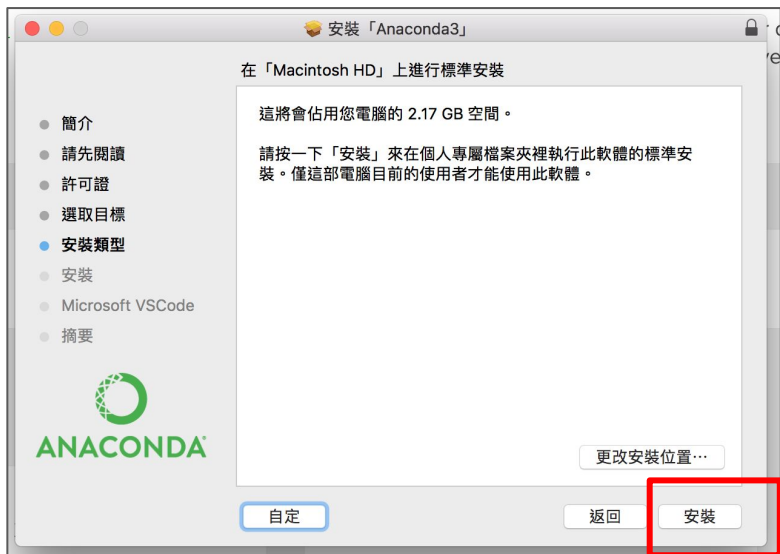 安裝「Anaconda3」
在「Macintosh HD」上進行標準安裝
簡介
請先閱讀
許可證
選取目標
安裝類型
安裝
Microsoft VSCode
摘要
ANACONDA
這將會佔用您電腦的 2.17 GB 空間。
請按一下「安裝」來在個人專屬檔案夾裡執行此軟體的標準安
裝。僅這部電腦目前的使用者才能使用此軟體。
更改安裝位置⋯
自定
返回
安裝